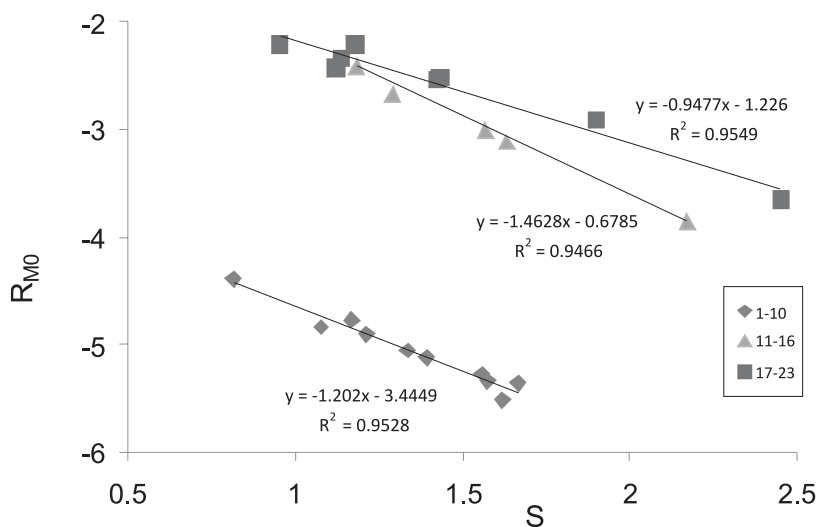 -2
-3
-4
-5
-6
R_{M0}
y = -0.9477x - 1.226
R² = 0.9549
y = -1.4628x - 0.6785
R² = 0.9466
y = -1.202x - 3.4449
R² = 0.9528
1-10
11-16
17-23
0.5
1
1.5
2
2.5
S